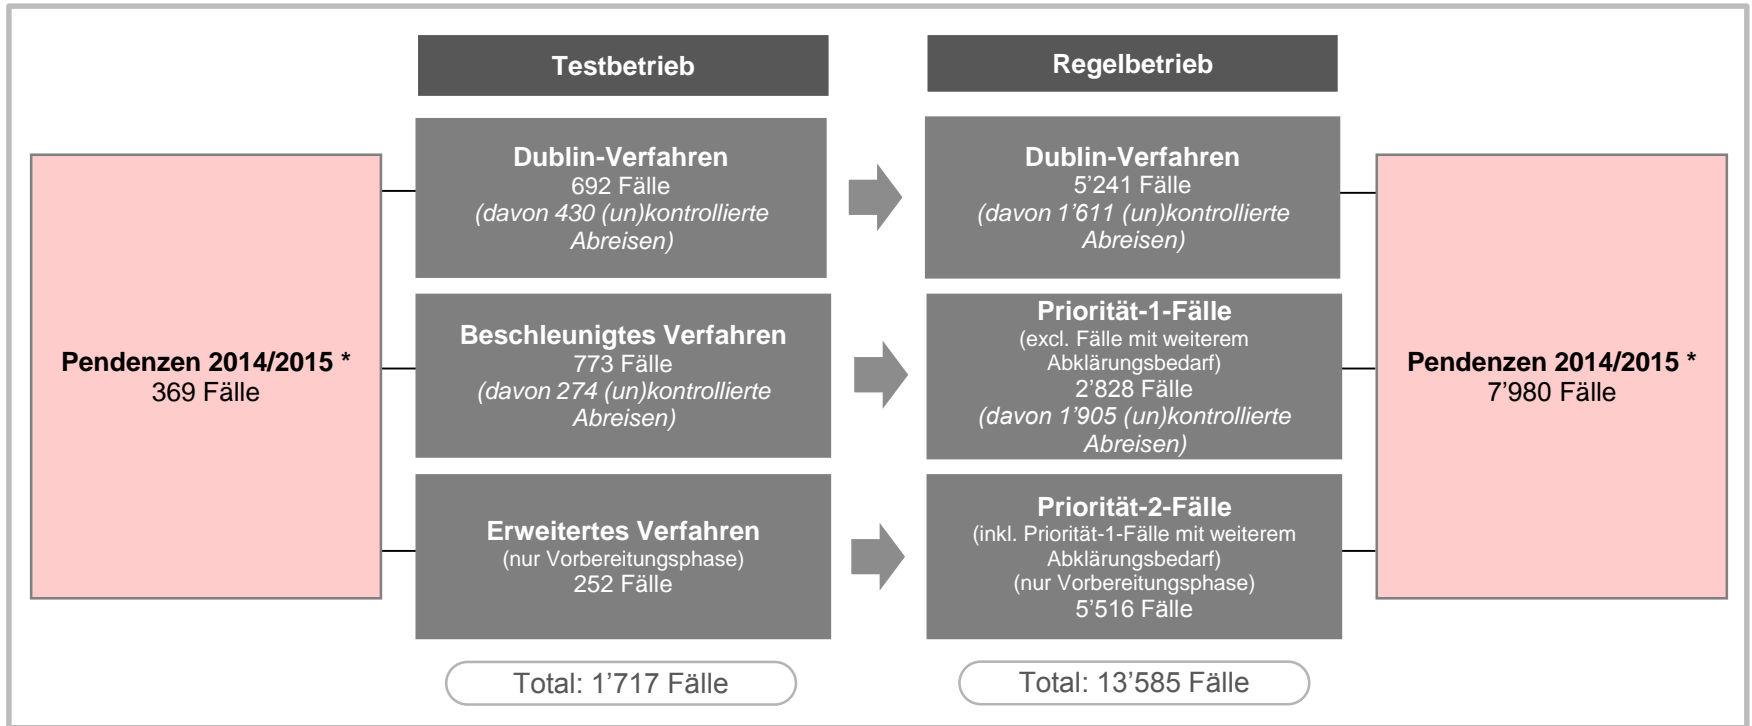 Testbetrieb
Regelbetrieb
Pendenzen 2014/2015 *
369 Fälle
Dublin-Verfahren
692 Fälle
(davon 430 (un)kontrollierte
Abreisen)
Dublin-Verfahren
5’241 Fälle
(davon 1’611 (un)kontrollierte
Abreisen)
Beschleunigtes Verfahren
773 Fälle
(davon 274 (un)kontrollierte
Abreisen)
Priorität-1-Fälle
(excl. Fälle mit weiterem
Abklärungsbedarf)
2’828 Fälle
(davon 1’905 (un)kontrollierte
Abreisen)
Erweitertes Verfahren
(nur Vorbereitungsphase)
252 Fälle
Priorität-2-Fälle
(inkl. Priorität-1-Fälle mit weiterem
Abklärungsbedarf)
(nur Vorbereitungsphase)
5’516 Fälle
Pendenzen 2014/2015 *
7’980 Fälle
Total: 1’717 Fälle
Total: 13’585 Fälle